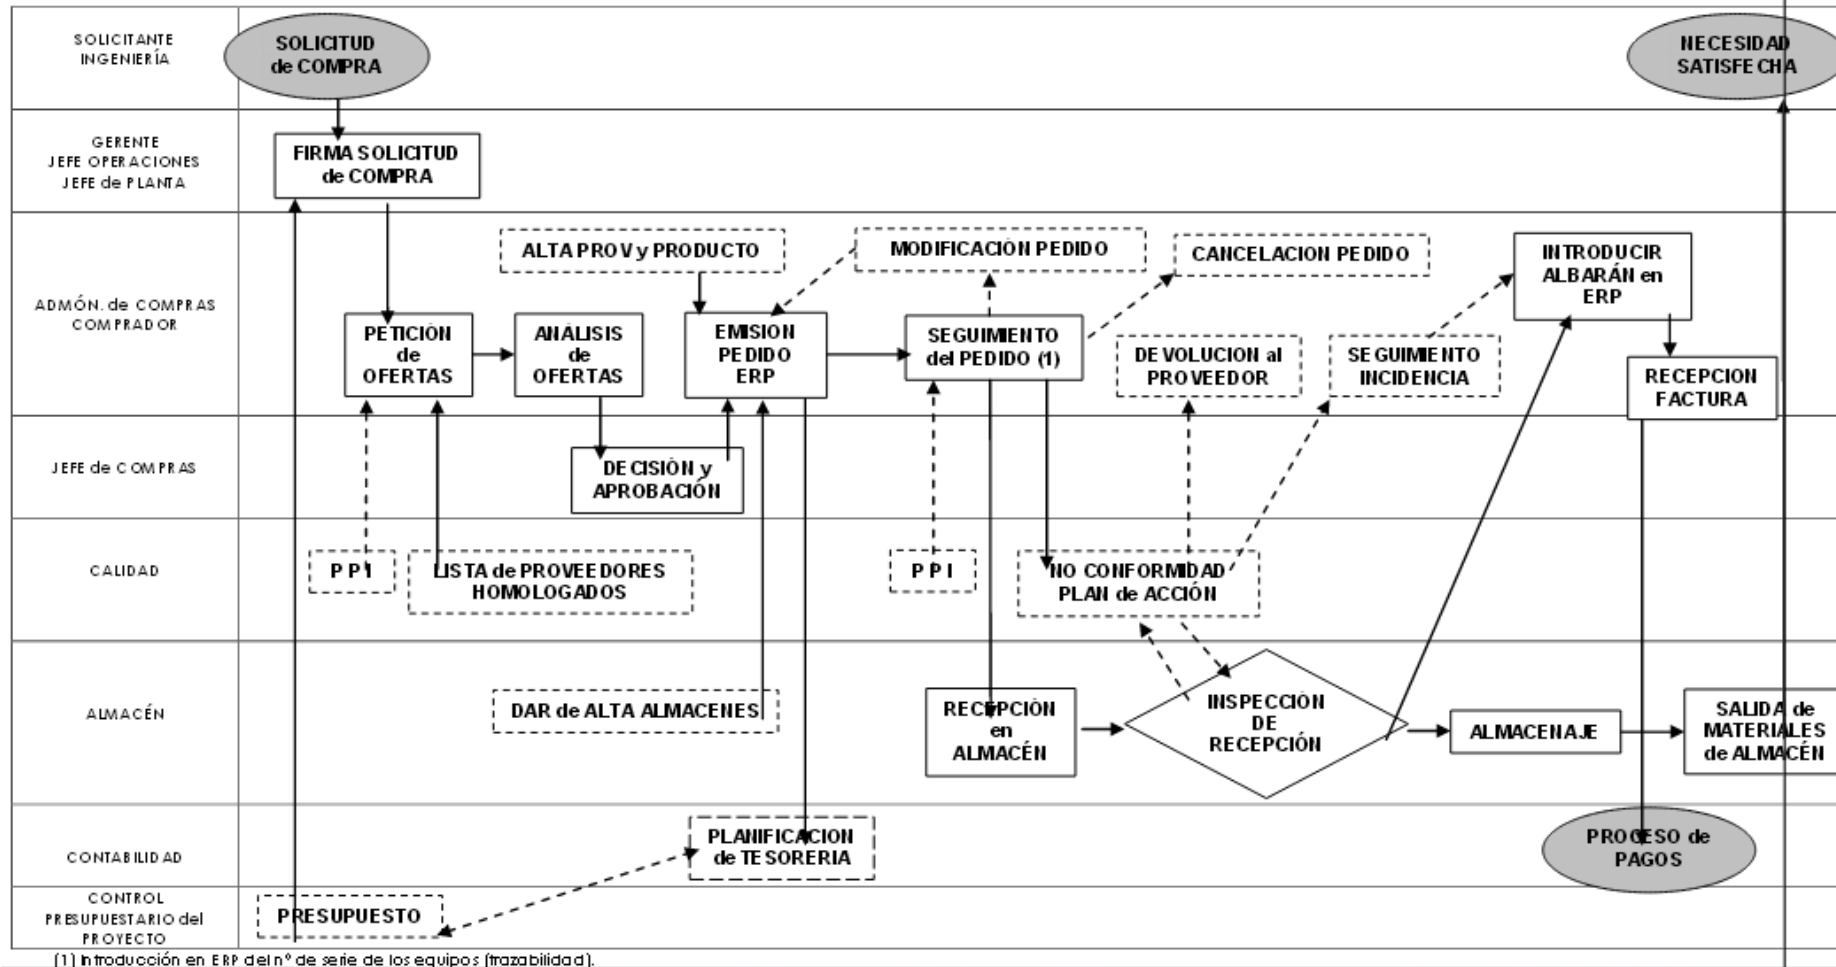 SOLICITANTE
INGENIERÍA
SOLICITUD
de COMPRA
NECESIDAD
SATISFECHA
GERENTE
JEFE OPERACIONES
JEFE de PLANTA
FIRMA SOLICITUD
de COMPRA
ADMÓN. de COMPRAS
COMPRADOR
ALTA PROV y PRODUCTO
MODIFICACIÓN PEDIDO
CANCELACION PEDIDO
INTRODUCIR
ALBARÁN en
ERP
PETICIÓN
de
OFERTAS
ANÁLISIS
de
OFERTAS
EMISION
PEDIDO
ERP
SEGUIMIENTO
del PEDIDO (1)
DEVOLUCION al
PROVEEDOR
SEGUIMIENTO
INCIDENCIA
RECEPCION
FACTURA
JEFE de COMPRAS
DECISIÓN y
APROBACIÓN
CALIDAD
PPI
LISTA de PROVEEDORES
HOMOLOGADOS
PPI
NO CONFORMIDAD
PLAN de ACCIÓN
ALMACÉN
DAR de ALTA ALMACENES
RECEPCIÓN
en
ALMACÉN
INSPECCIÓN
DE
RECEPCIÓN
ALMACENAJE
SALIDA de
MATERIALES
de ALMACÉN
CONTABILIDAD
PLANIFICACION
de TESORERIA
PROCESO de
PAGOS
CONTROL
PRESUPUESTARIO del
PROYECTO
PRESUPUESTO
(1) Introducción en ERP del nº de serie de los equipos (trazabilidad).